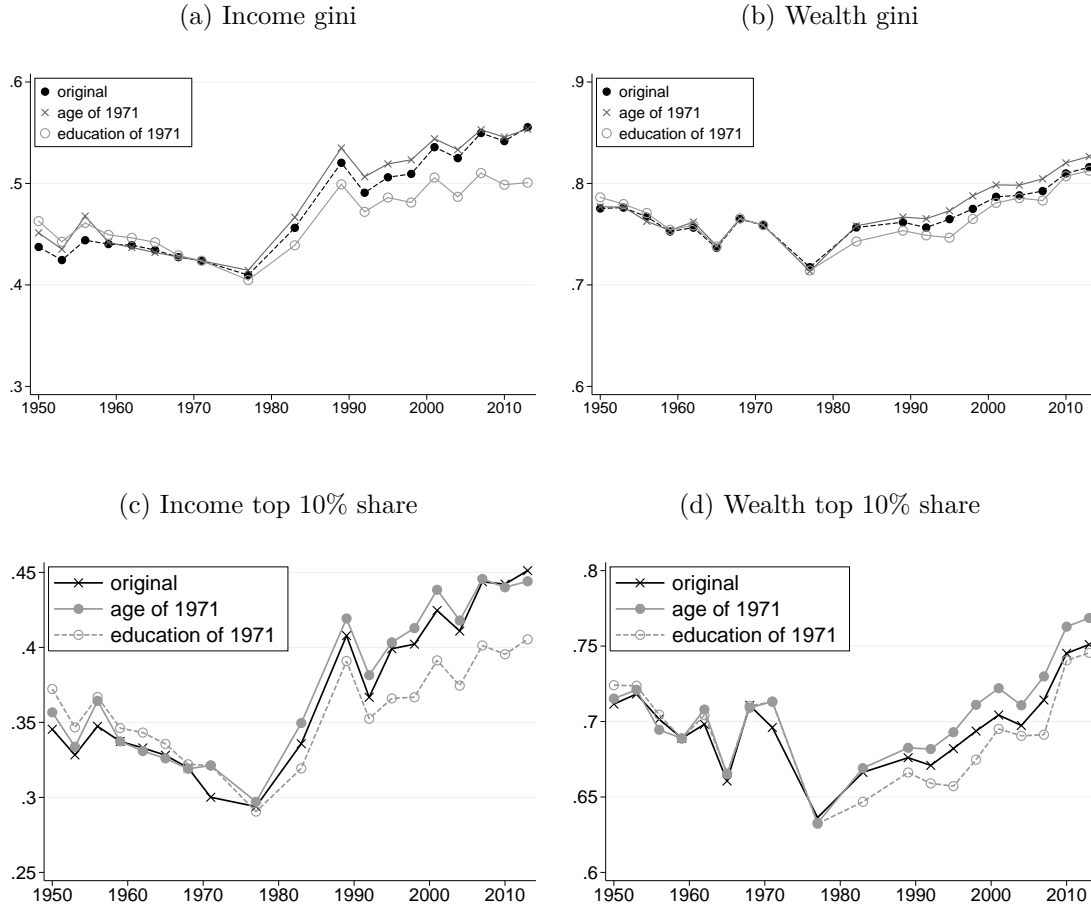 (a) Income gini
.6
.5
.4
.3
original
age of 1971
education of 1971
1950 1960 1970 1980 1990 2000 2010
(b) Wealth gini
.9
.8
.7
.6
original
age of 1971
education of 1971
1950 1960 1970 1980 1990 2000 2010
(c) Income top 10% share
.45
.4
.35
.3
.25
original
age of 1971
education of 1971
1950 1960 1970 1980 1990 2000 2010
(d) Wealth top 10% share
.8
.75
.7
.65
.6
original
age of 1971
education of 1971
1950 1960 1970 1980 1990 2000 2010